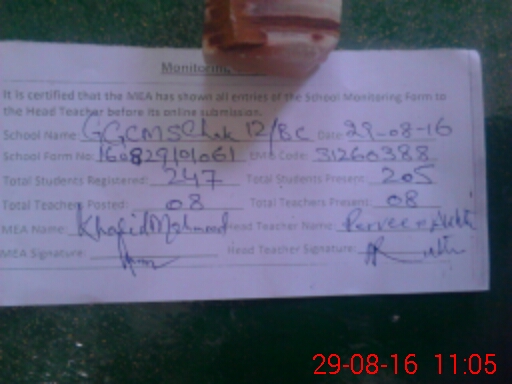 Monitoring
It is certified that the MEA has shown all entries of the School Monitoring Form to
the Head Teacher before its online submission.
School Name: GGCMS Chak 12/BC Date: 29-08-16
School Form No: 160829101061 EMIS Code: 31260388
Total Students Registered: 247 Total Students Present: 205
Total Teachers Posted: 08 Total Teachers Present: 08
MEA Name: Khalid Mahmood Head Teacher Name: Parveen
MEA Signature: Head Teacher Signature:
29-08-16 11:05